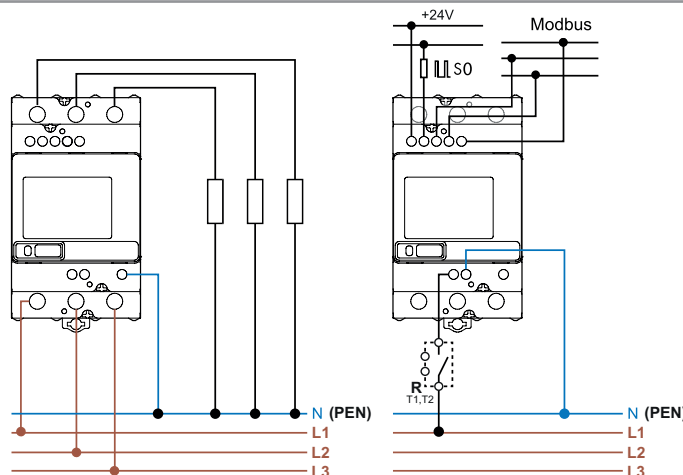 +24V
Modbus
S0
R
T1,T2
N (PEN)
L1
L2
L3
N (PEN)
L1
L2
L3